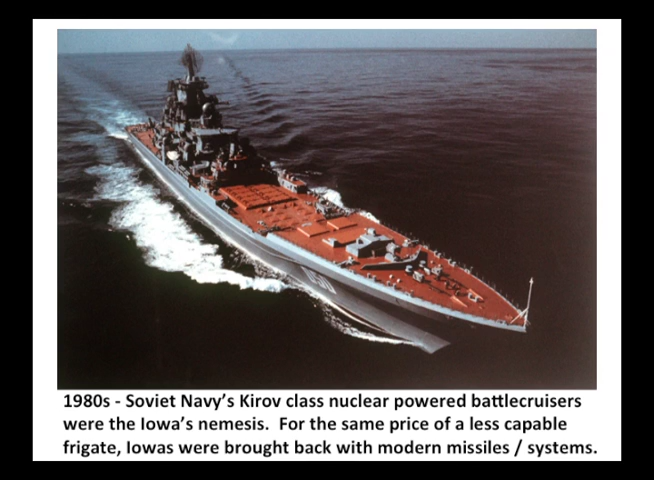 1980s - Soviet Navy's Kirov class nuclear powered battlecruisers
were the Iowa's nemesis.  For the same price of a less capable
frigate, Iowas were brought back with modern missiles / systems.